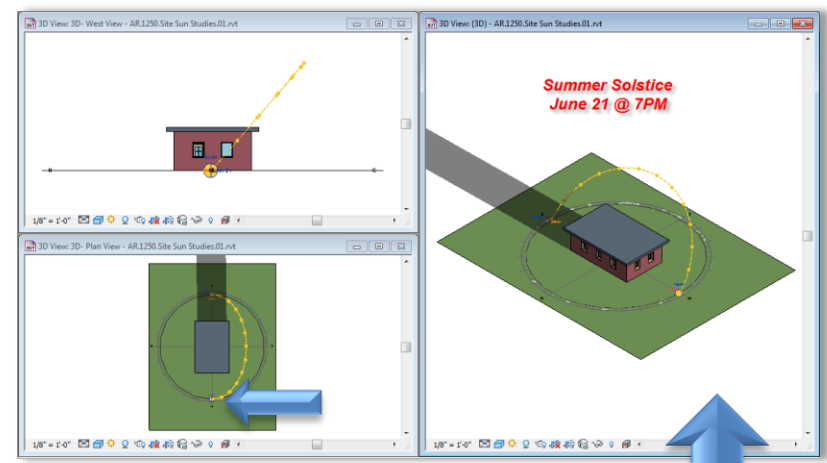 3D View: 3D- West View - AR.1250.Site Sun Studies.01.rvt
1/8" = 1'-0"
3D View: 3D- Plan View - AR.1250.Site Sun Studies.01.rvt
1/8" = 1'-0"
3D View: {3D} - AR.1250.Site Sun Studies.01.rvt
Summer Solstice
June 21 @ 7PM
1/8" = 1'-0"